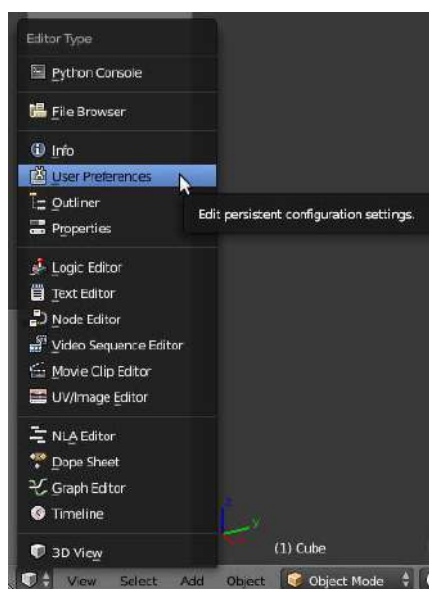 Editor Type
Python Console
File Browser
Info
User Preferences
Edit persistent configuration settings.
Outliner
Properties
Logic Editor
Text Editor
Node Editor
Video Sequence Editor
Movie Clip Editor
UV/Image Editor
NLA Editor
Dope Sheet
Graph Editor
Timeline
3D View
z
y
(1) Cube
View Select Add Object Object Mode